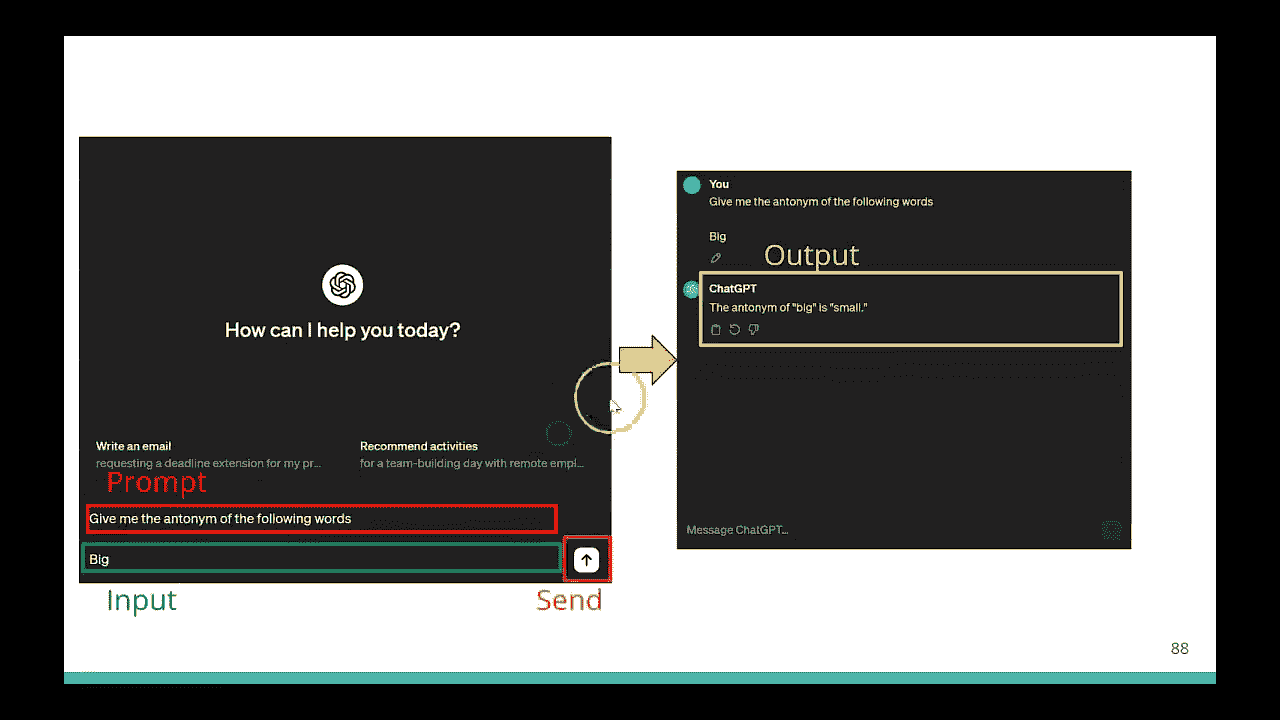 How can I help you today?
Write an email
requesting a deadline extension for my pr...
Recommend activities
for a team-building day with remote empl...
Prompt
Give me the antonym of the following words
Big
Input
Send
You
Give me the antonym of the following words
Big
Output
ChatGPT
The antonym of "big" is "small."
Message ChatGPT...
88